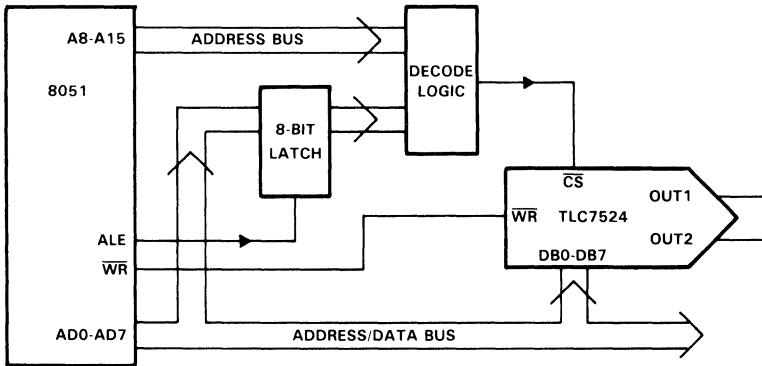 A8-A15
ADDRESS BUS
DECODE
LOGIC
8051
8-BIT
LATCH
CS
OUT1
WR
TLC7524
ALE
OUT2
WR
DB0-DB7
AD0-AD7
ADDRESS/DATA BUS